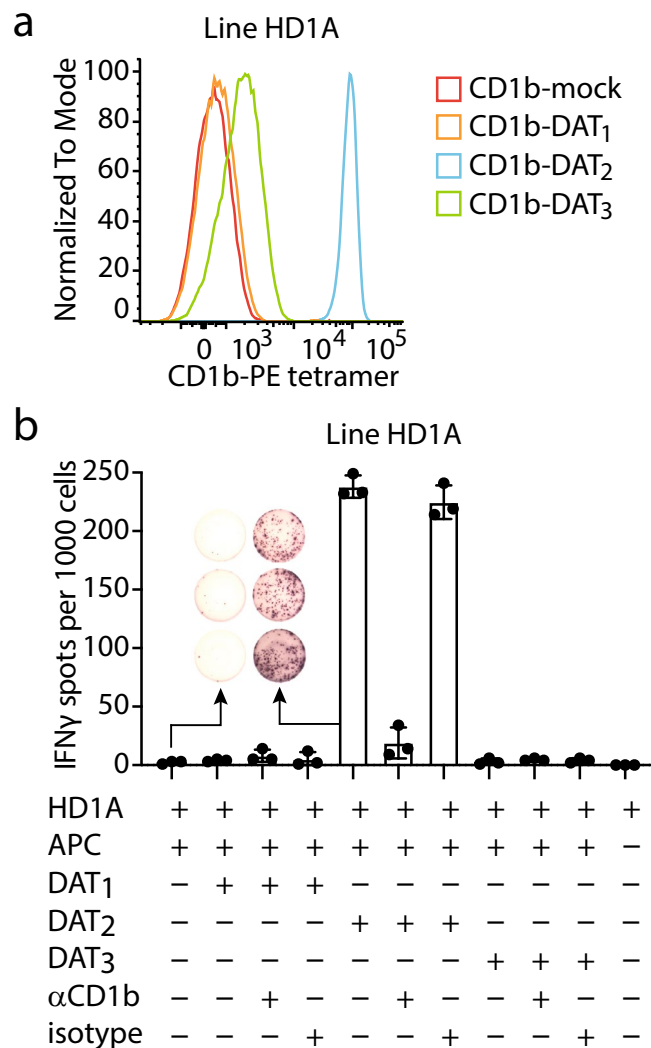 a
Line HD1A
Normalized To Mode
100
80
60
40
20
0
0 10³ 10⁴ 10⁵
CD1b-PE tetramer
CD1b-mock
CD1b-DAT₁
CD1b-DAT₂
CD1b-DAT₃
b
Line HD1A
IFNγ spots per 1000 cells
250
200
150
100
50
0
HD1A + + + + + + + + + + +
APC + + + + + + + + + + −
DAT₁ − + + + − − − − − − −
DAT₂ − − − − + + + − − − −
DAT₃ − − − − − − − + + + −
αCD1b − − + − − + − − + − −
isotype − − − + − − + − − + −